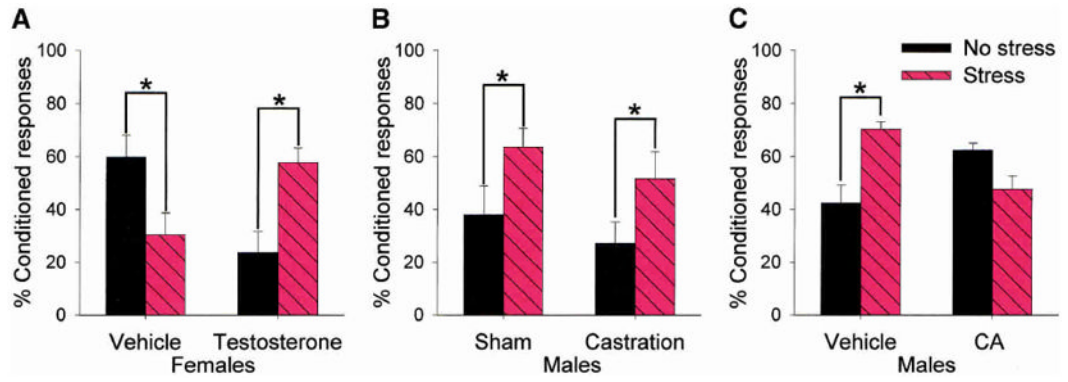 A
% Conditioned responses
100
80
60
40
20
0
*
*
Vehicle
Testosterone
Females
B
% Conditioned responses
100
80
60
40
20
0
*
*
Sham
Castration
Males
C
% Conditioned responses
100
80
60
40
20
0
*
No stress
Stress
Vehicle
CA
Males